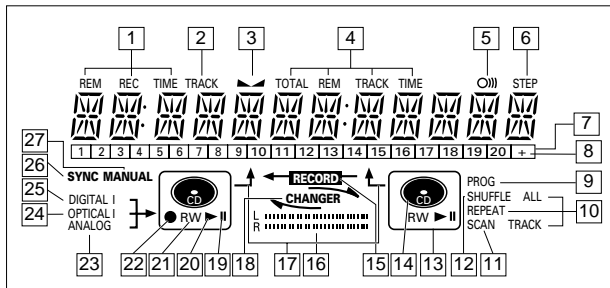 1 2 3 4 5 6
REM REC TIME TRACK TOTAL REM TRACK TIME O))) STEP
7
1 2 3 4 5 6 7 8 9 10 11 12 13 14 15 16 17 18 19 20 + -
8
27
26 SYNC MANUAL
RECORD
CHANGER
PROG 9
25 DIGITAL I
24 OPTICAL I
ANALOG
CD
RW
L
R
CD
RW
SHUFFLE ALL
REPEAT 10
SCAN TRACK
23 22 21 20 19 18 17 16 15 14 13 12 11